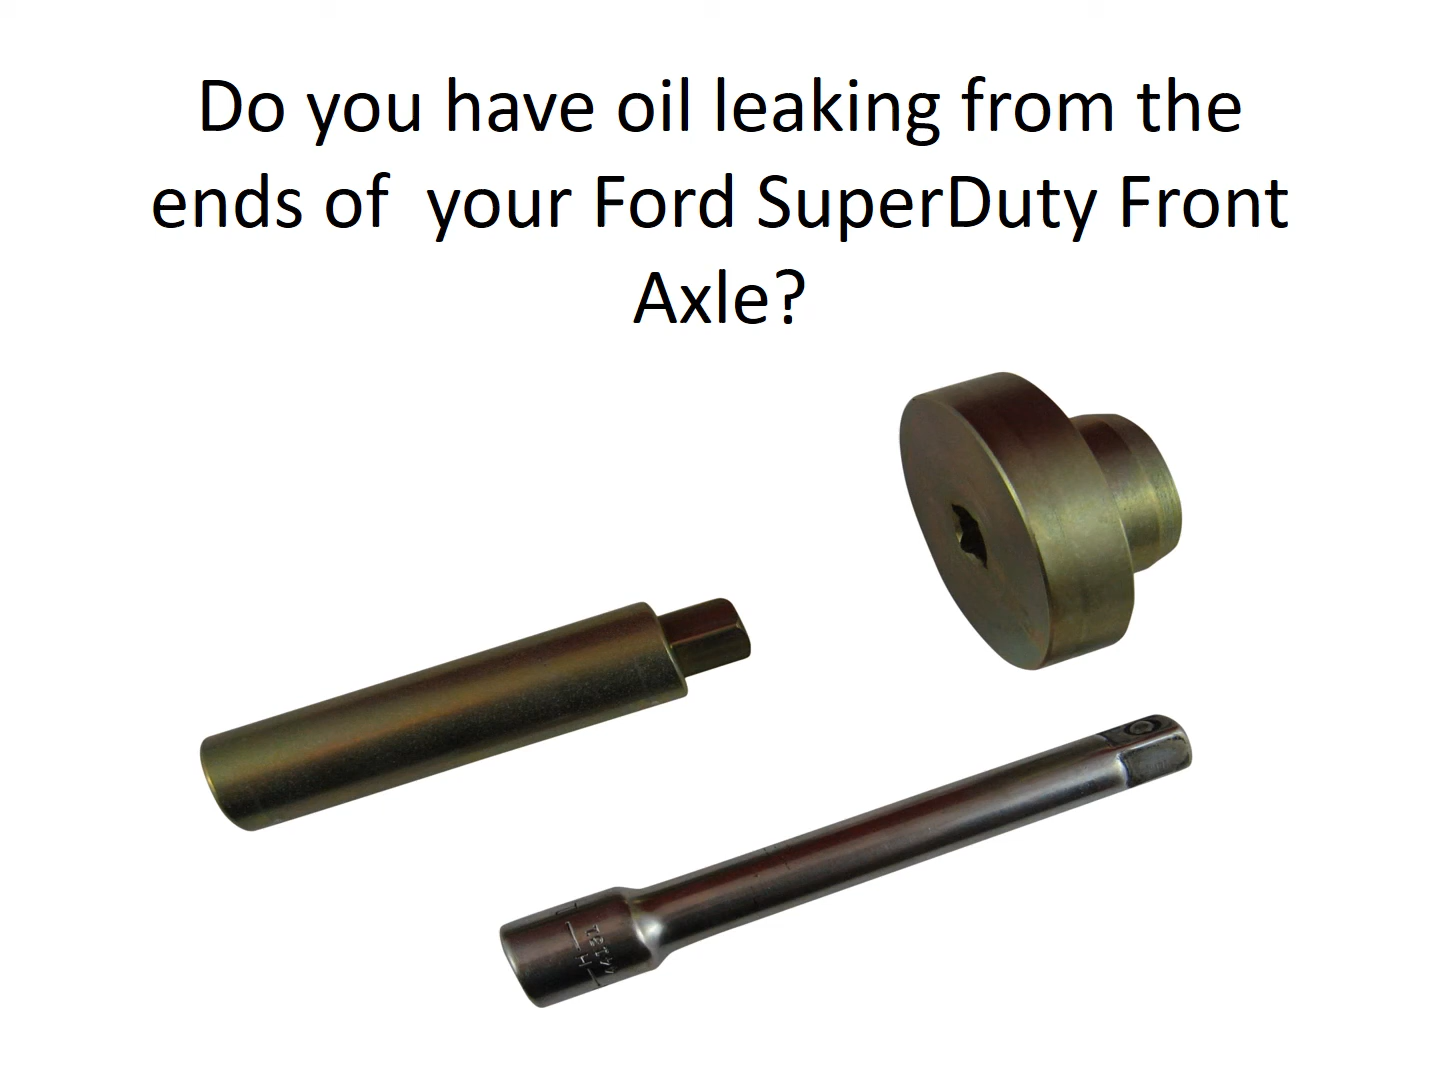 Do you have oil leaking from the
ends of  your Ford SuperDuty Front
Axle?